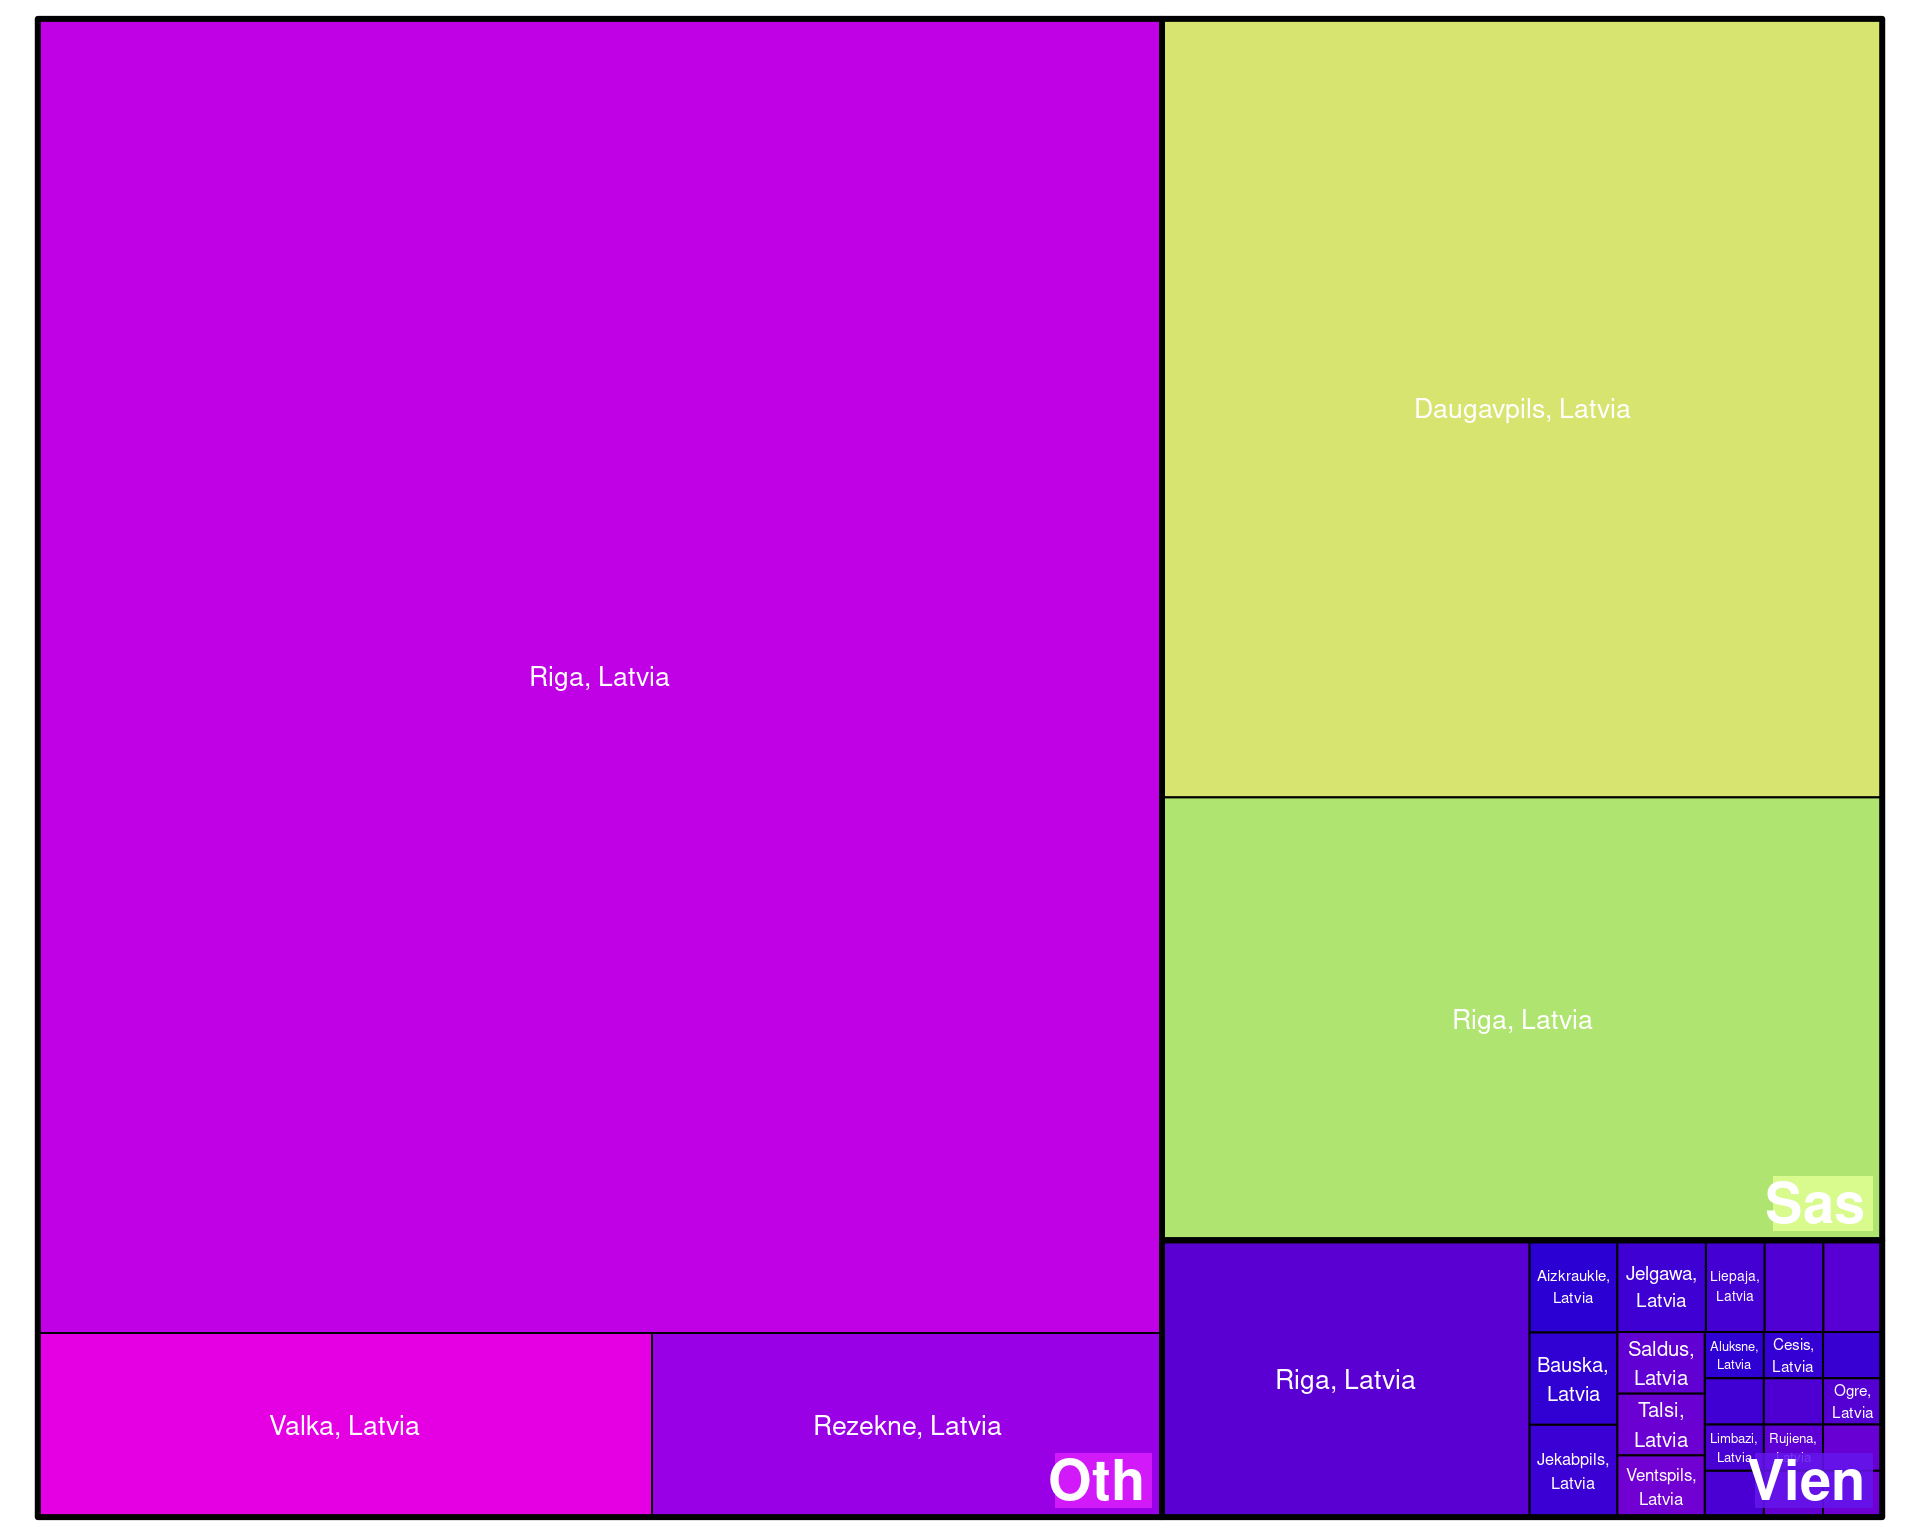 Riga, Latvia
Valka, Latvia
Rezekne, Latvia
Oth
Daugavpils, Latvia
Riga, Latvia
Sas
Riga, Latvia
Aizkraukle,
Latvia
Bauska,
Latvia
Jekabpils,
Latvia
Jelgawa,
Latvia
Saldus,
Latvia
Talsi,
Latvia
Ventspils,
Latvia
Liepaja,
Latvia
Aluksne,
Latvia
Cesis,
Latvia
Ogre,
Latvia
Limbazi,
Latvia
Rujiena,
Vien